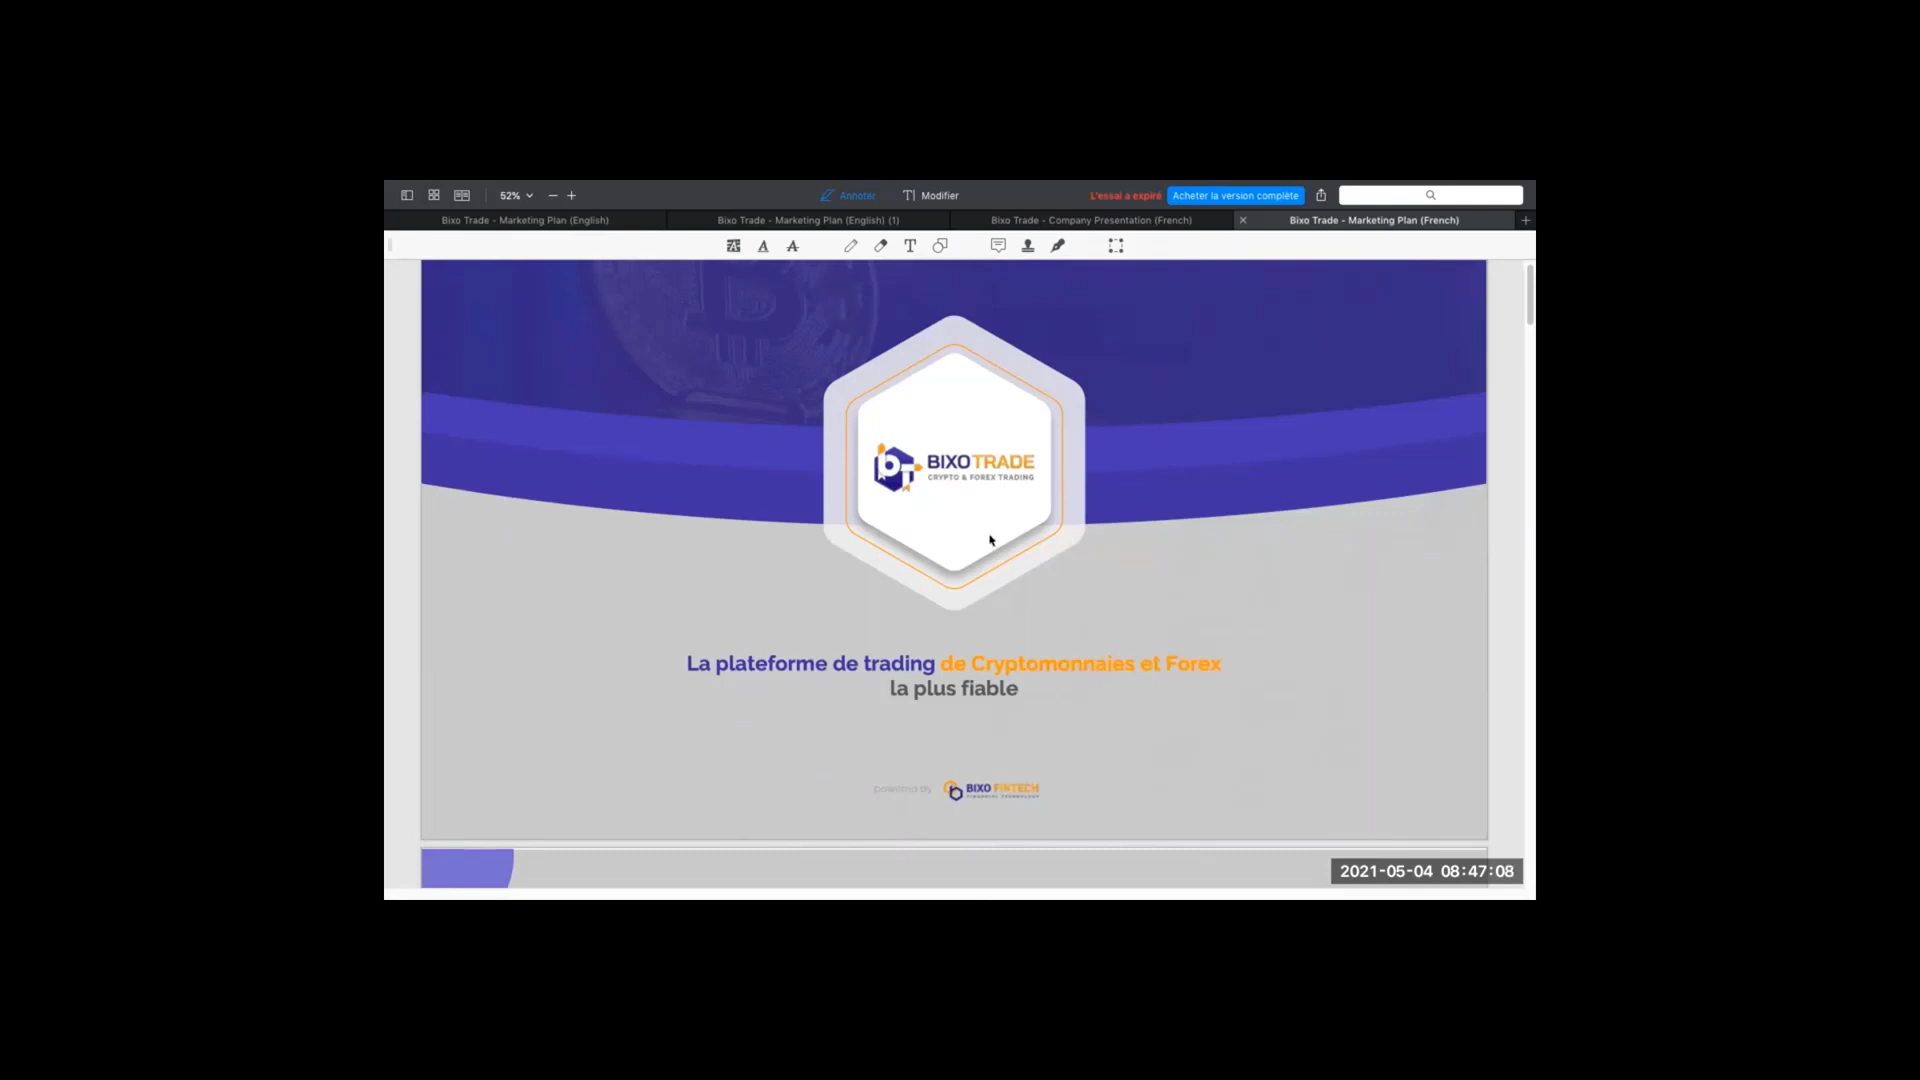 52%
Annoter
Modifier
L'essai a expiré
Acheter la version complète
Bixo Trade - Marketing Plan (English)
Bixo Trade - Marketing Plan (English) (1)
Bixo Trade - Company Presentation (French)
Bixo Trade - Marketing Plan (French)
BIXOTRADE
CRYPTO & FOREX TRADING
La plateforme de trading de Cryptomonnaies et Forex
la plus fiable
powered by
BIXO FINTECH
FINANCIAL TECHNOLOGY
2021-05-04 08:47:08